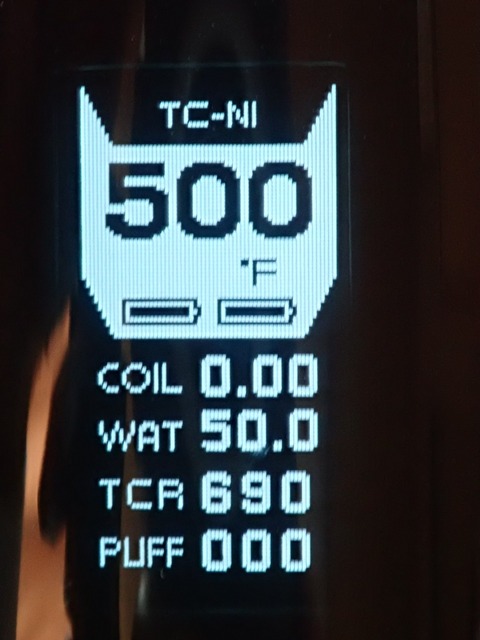 TC-NI
500
°F
COIL 0.00
WAT 50.0
TCR 690
PUFF 000